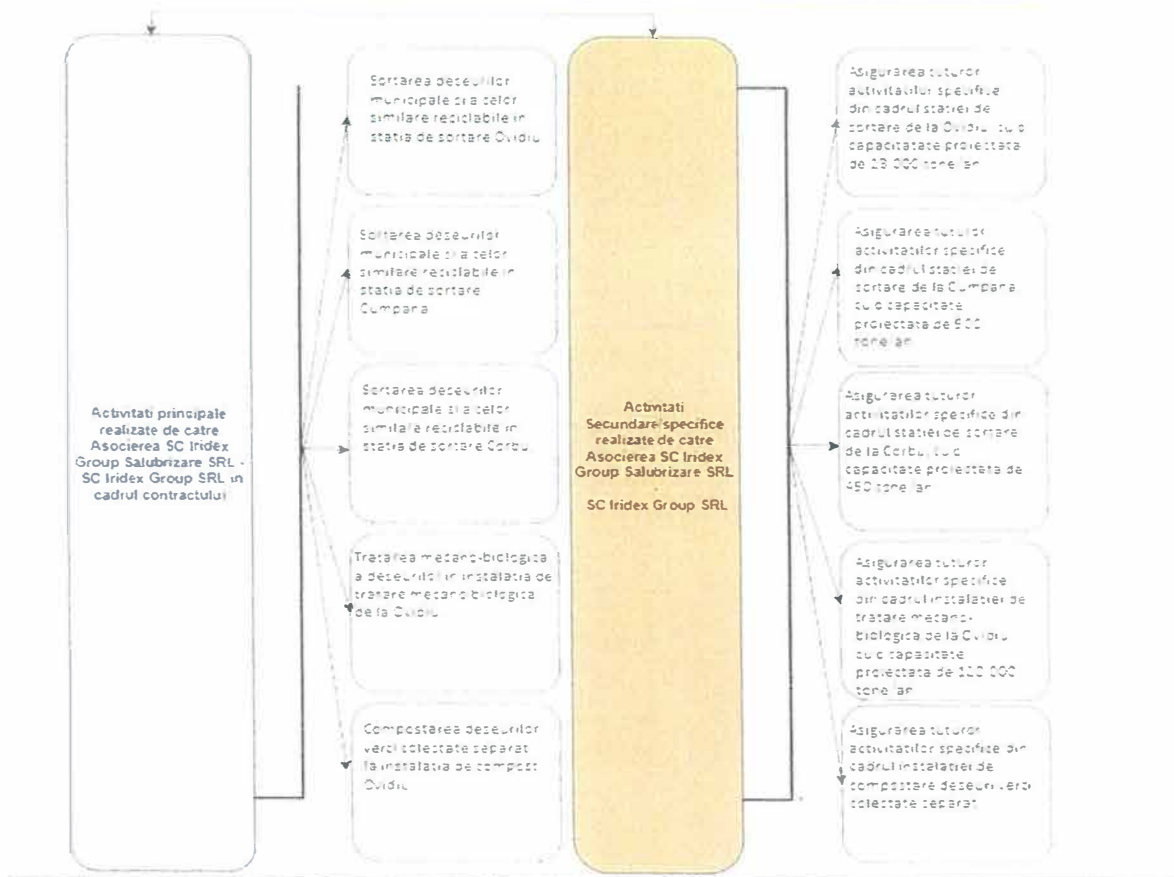 Activitati principale
realizate de catre
Asocierea SC Iridex
Group Salubrizare SRL -
SC Iridex Group SRL in
cadrul contractului
Sortarea deseurilor
municipale si a celor
similare reciclabile in
statia de sortare Ovidiu
Sortarea deseurilor
municipale si a celor
similare reciclabile in
statia de sortare
Cumpana
Sortarea deseurilor
municipale si a celor
similare reciclabile in
statia de sortare Corbu
Tratarea mecano-biologica
a deseurilor in instalatia de
tratare mecano biologica
de la Ovidiu
Compostarea deseurilor
verzi colectate separat
la instalatia de compost
Ovidiu
Activitati
Secundare/specifice
realizate de catre
Asocierea SC Iridex
Group Salubrizare SRL
-
SC Iridex Group SRL
Asigurarea tuturor
activitatilor specifice
din cadrul statiei de
sortare de la Ovidiu cu o
capacitatate proiectata
de 000 tone/an
Asigurarea tuturor
activitatilor specifice
din cadrul statiei de
sortare de la Cumpana
cu o capacitate
proiectata de 900
tone/an
Asigurarea tuturor
activitatilor specifice din
cadrul statiei de sortare
de la Corbu, cu o
capacitate proiectata de
450 tone/an
Asigurarea tuturor
activitatilor specifice
din cadrul instalatiei de
tratare mecano-
biologica de la Ovidiu
cu o capacitate
proiectata de 000
tone/an
Asigurarea tuturor
activitatilor specifice din
cadrul instalatiei de
compostare deseuri verzi
colectate separat